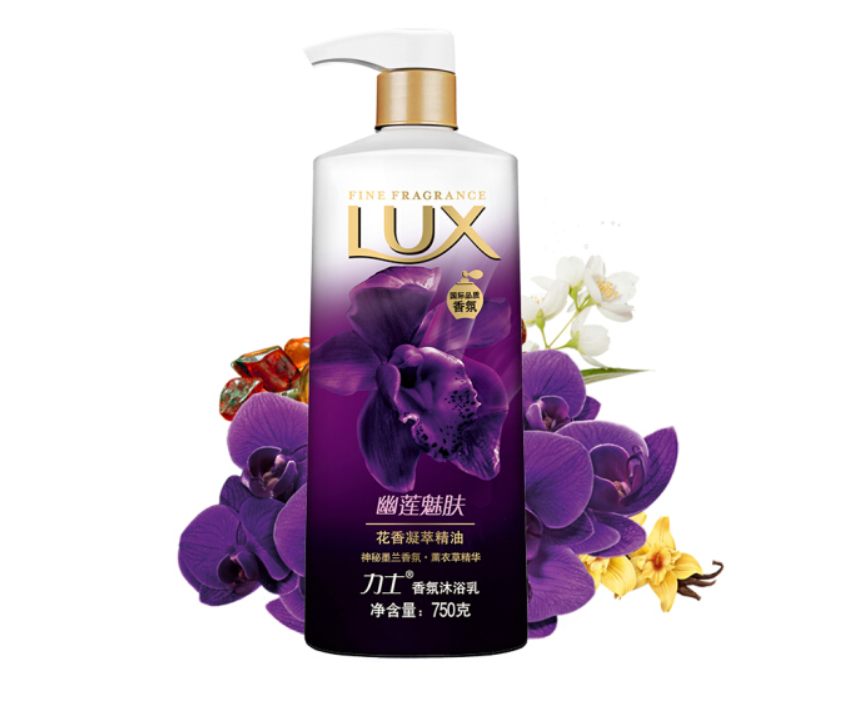 FINE FRAGRANCE
LUX
国际品质
香氛
幽莲魅肤
花香凝萃精油
神秘墨兰香氛·薰衣草精华
力士®香氛沐浴乳
净含量：750克